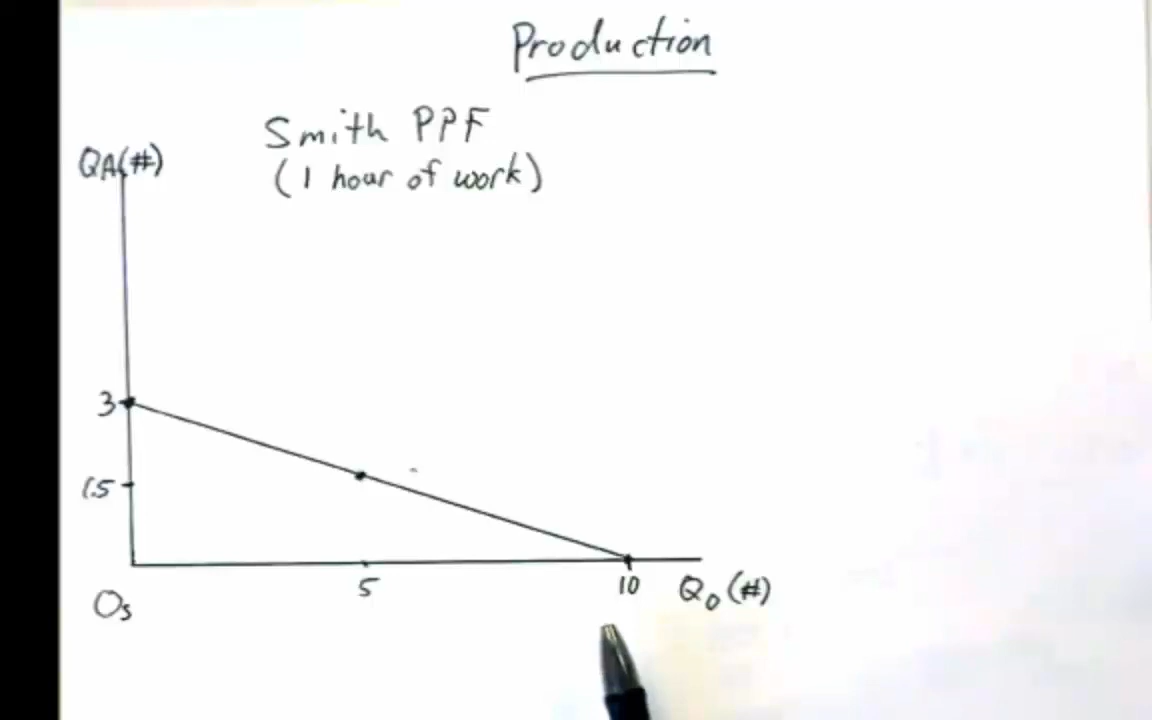 Production
Smith PPF
(1 hour of work)
QA(#)
3
1.5
5
10
Qo(#)
Os